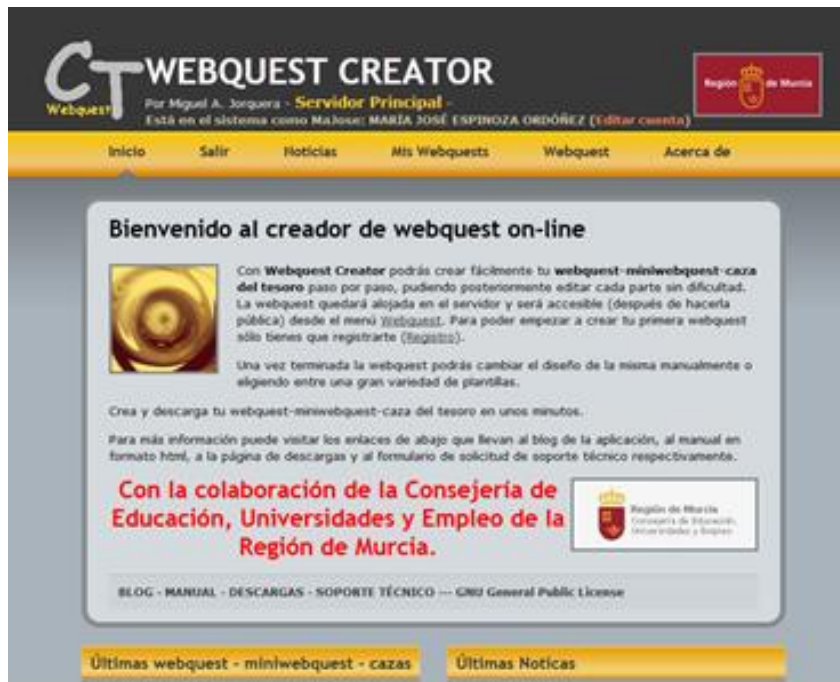 CT
Webquest
WEBQUEST CREATOR
Por Miguel A. Jorquera - Servidor Principal -
Está en el sistema como MaJose: MARÍA JOSÉ ESPINOZA ORDÓÑEZ (Editar cuenta)
Región de Murcia
Inicio Salir Noticias Mis Webquests Webquest Acerca de
Bienvenido al creador de webquest on-line
Con Webquest Creator podrás crear fácilmente tu webquest-miniwebquest-caza
del tesoro paso por paso, pudiendo posteriormente editar cada parte sin dificultad.
La webquest quedará alojada en el servidor y será accesible (después de hacerla
pública) desde el menú Webquest. Para poder empezar a crear tu primera webquest
sólo tienes que registrarte (Registro).
Una vez terminada la webquest podrás cambiar el diseño de la misma manualmente o
eligiendo entre una gran variedad de plantillas.
Crea y descarga tu webquest-miniwebquest-caza del tesoro en unos minutos.
Para más información puede visitar los enlaces de abajo que llevan al blog de la aplicación, al manual en
formato html, a la página de descargas y al formulario de solicitud de soporte técnico respectivamente.
Con la colaboración de la Consejería de
Educación, Universidades y Empleo de la
Región de Murcia.
Región de Murcia
Consejería de Educación,
Universidades y Empleo
BLOG - MANUAL - DESCARGAS - SOPORTE TÉCNICO --- GNU General Public License
Últimas webquest - miniwebquest - cazas
Últimas Noticas